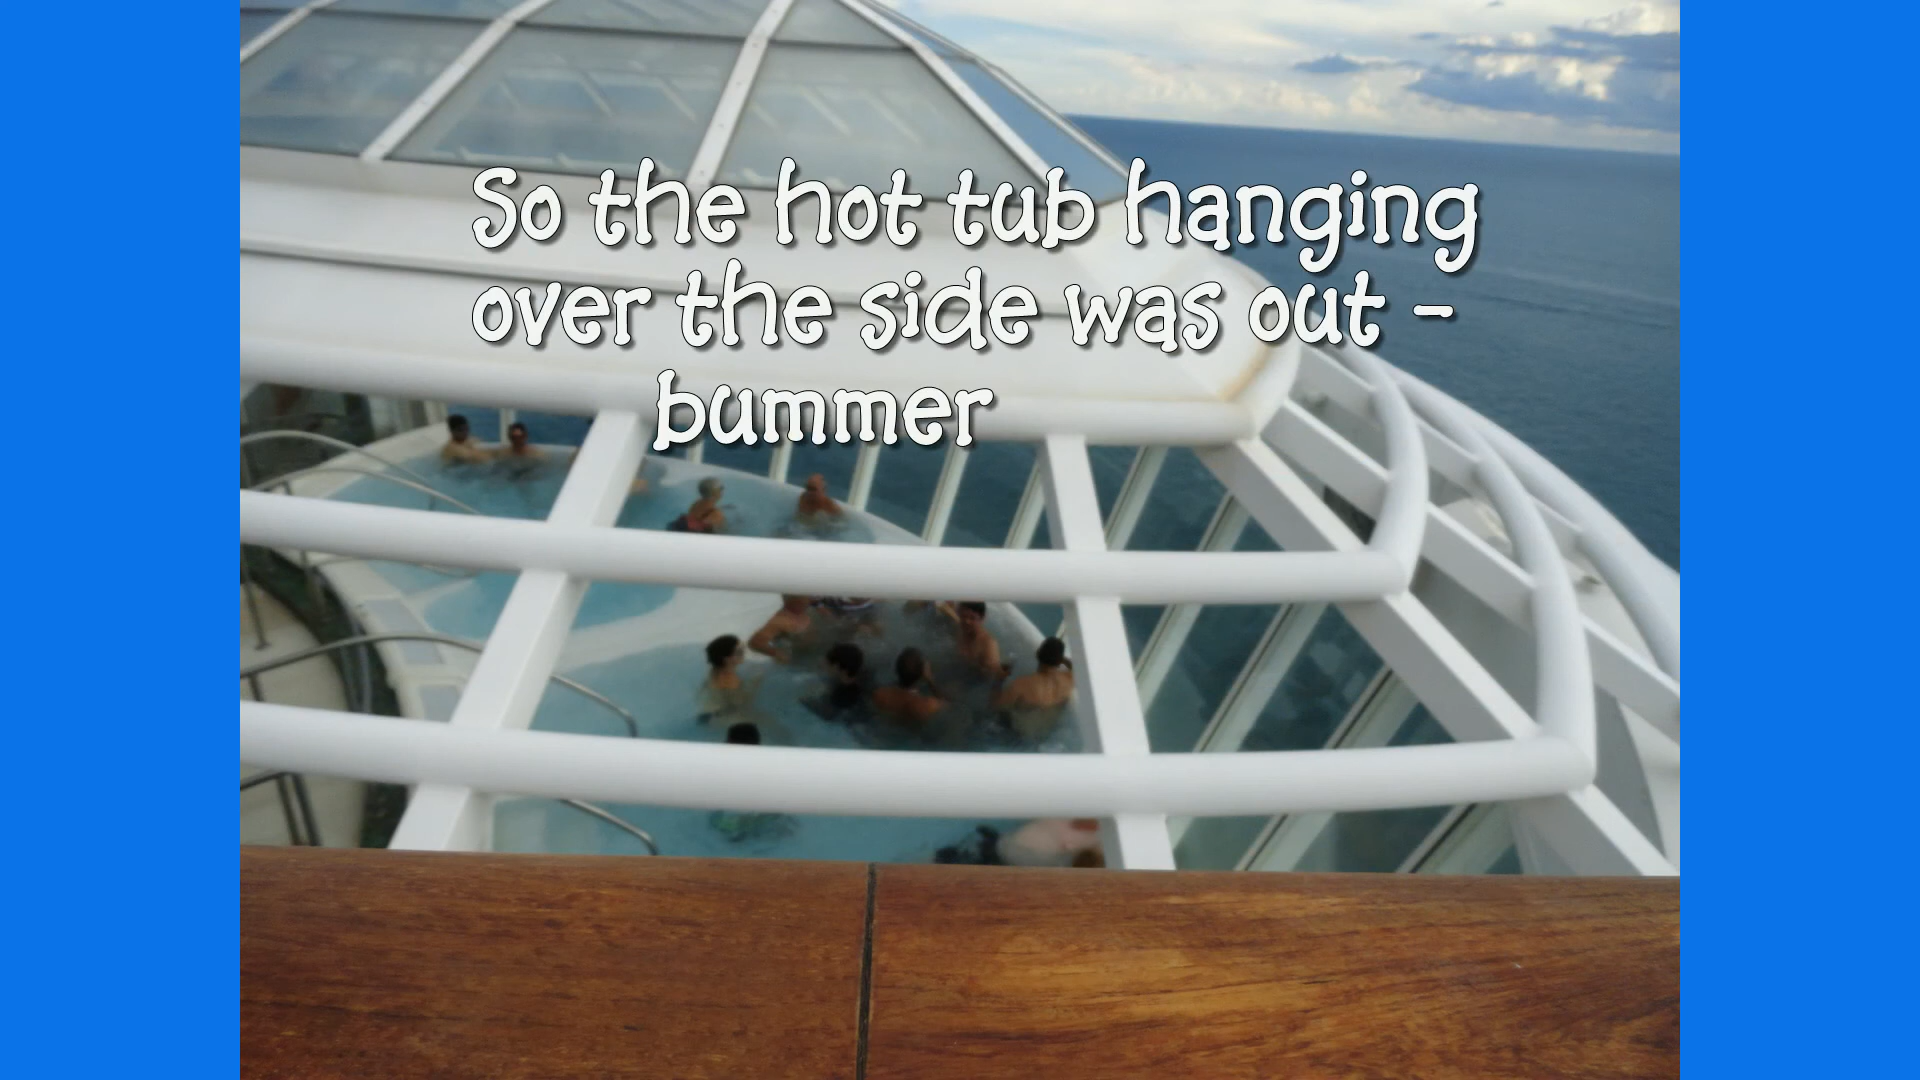 So the hot tub hanging
over the side was out -
bummer